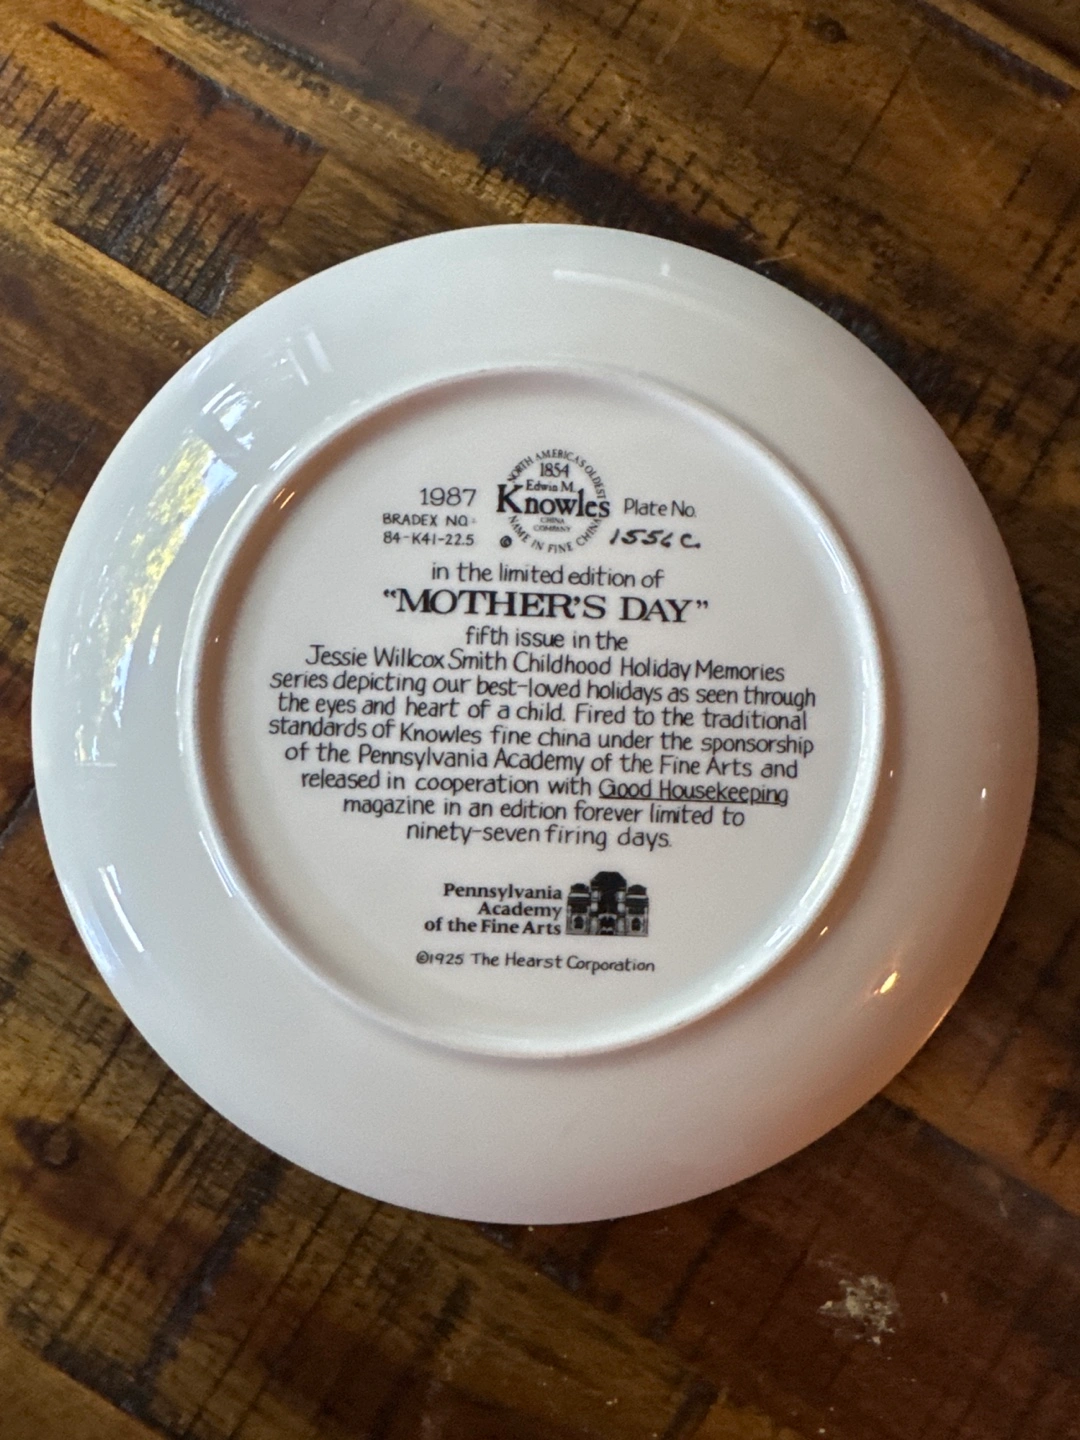 NORTH AMERICA'S OLDEST
1854
Edwin M.
Knowles
CHINA
COMPANY
NAME IN FINE CHINA
1987
BRADEX NO.
84-K41-22.5
Plate No.
1556 C.
in the limited edition of
"MOTHER'S DAY"
fifth issue in the
Jessie Willcox Smith Childhood Holiday Memories
series depicting our best-loved holidays as seen through
the eyes and heart of a child. Fired to the traditional
standards of Knowles fine china under the sponsorship
of the Pennsylvania Academy of the Fine Arts and
released in cooperation with Good Housekeeping
magazine in an edition forever limited to
ninety-seven firing days.
Pennsylvania
Academy
of the Fine Arts
©1925 The Hearst Corporation